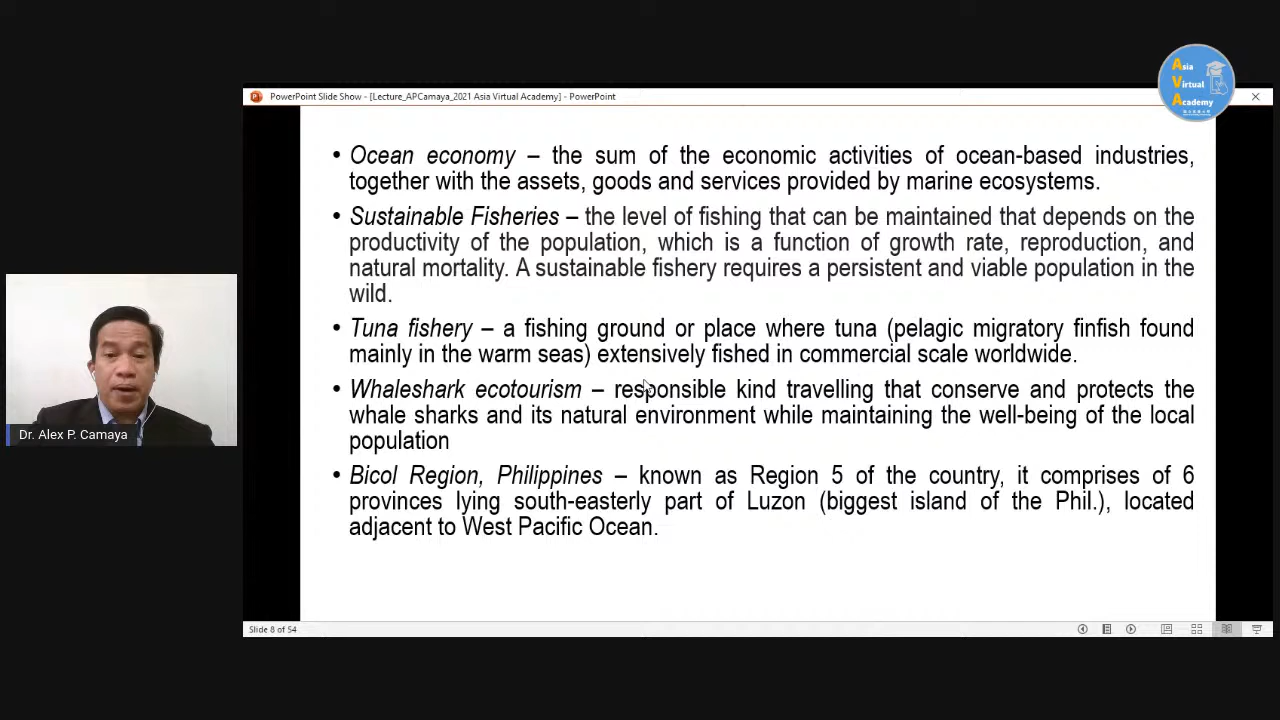 Asia
Virtual
Academy
PowerPoint Slide Show - [Lecture_APCamaya_2021 Asia Virtual Academy] - PowerPoint
• Ocean economy – the sum of the economic activities of ocean-based industries,
together with the assets, goods and services provided by marine ecosystems.
• Sustainable Fisheries – the level of fishing that can be maintained that depends on the
productivity of the population, which is a function of growth rate, reproduction, and
natural mortality. A sustainable fishery requires a persistent and viable population in the
wild.
• Tuna fishery – a fishing ground or place where tuna (pelagic migratory finfish found
mainly in the warm seas) extensively fished in commercial scale worldwide.
• Whaleshark ecotourism – responsible kind travelling that conserve and protects the
whale sharks and its natural environment while maintaining the well-being of the local
population
• Bicol Region, Philippines – known as Region 5 of the country, it comprises of 6
provinces lying south-easterly part of Luzon (biggest island of the Phil.), located
adjacent to West Pacific Ocean.
Dr. Alex P. Camaya
Slide 8 of 54